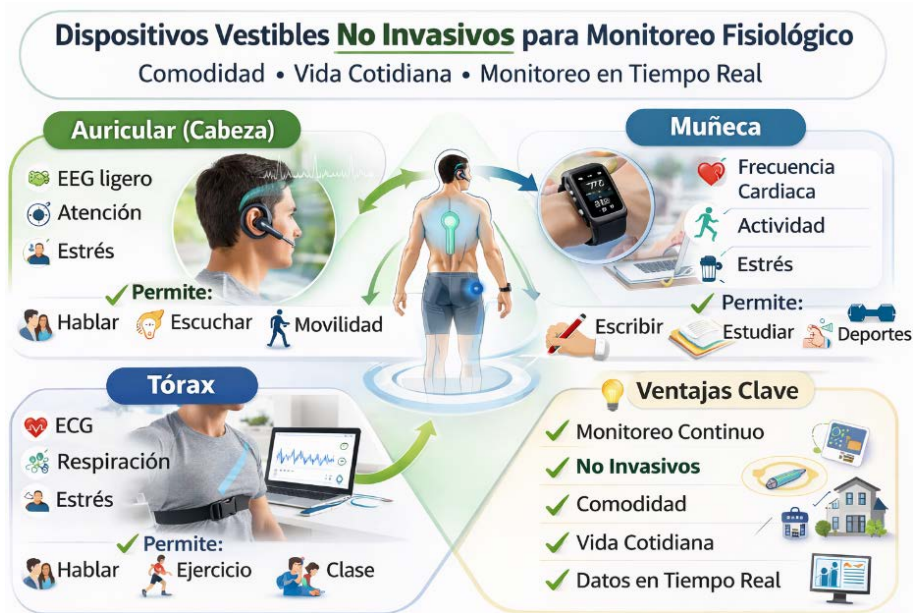 Dispositivos Vestibles No Invasivos para Monitoreo Fisiológico
Comodidad • Vida Cotidiana • Monitoreo en Tiempo Real
Auricular (Cabeza)
EEG ligero
Atención
Estrés
Permite:
Hablar
Escuchar
Movilidad
Muñeca
Frecuencia
Cardiaca
Actividad
Estrés
Permite:
Escribir
Estudiar
Deportes
Tórax
ECG
Respiración
Estrés
Permite:
Hablar
Ejercicio
Clase
Ventajas Clave
Monitoreo Continuo
No Invasivos
Comodidad
Vida Cotidiana
Datos en Tiempo Real